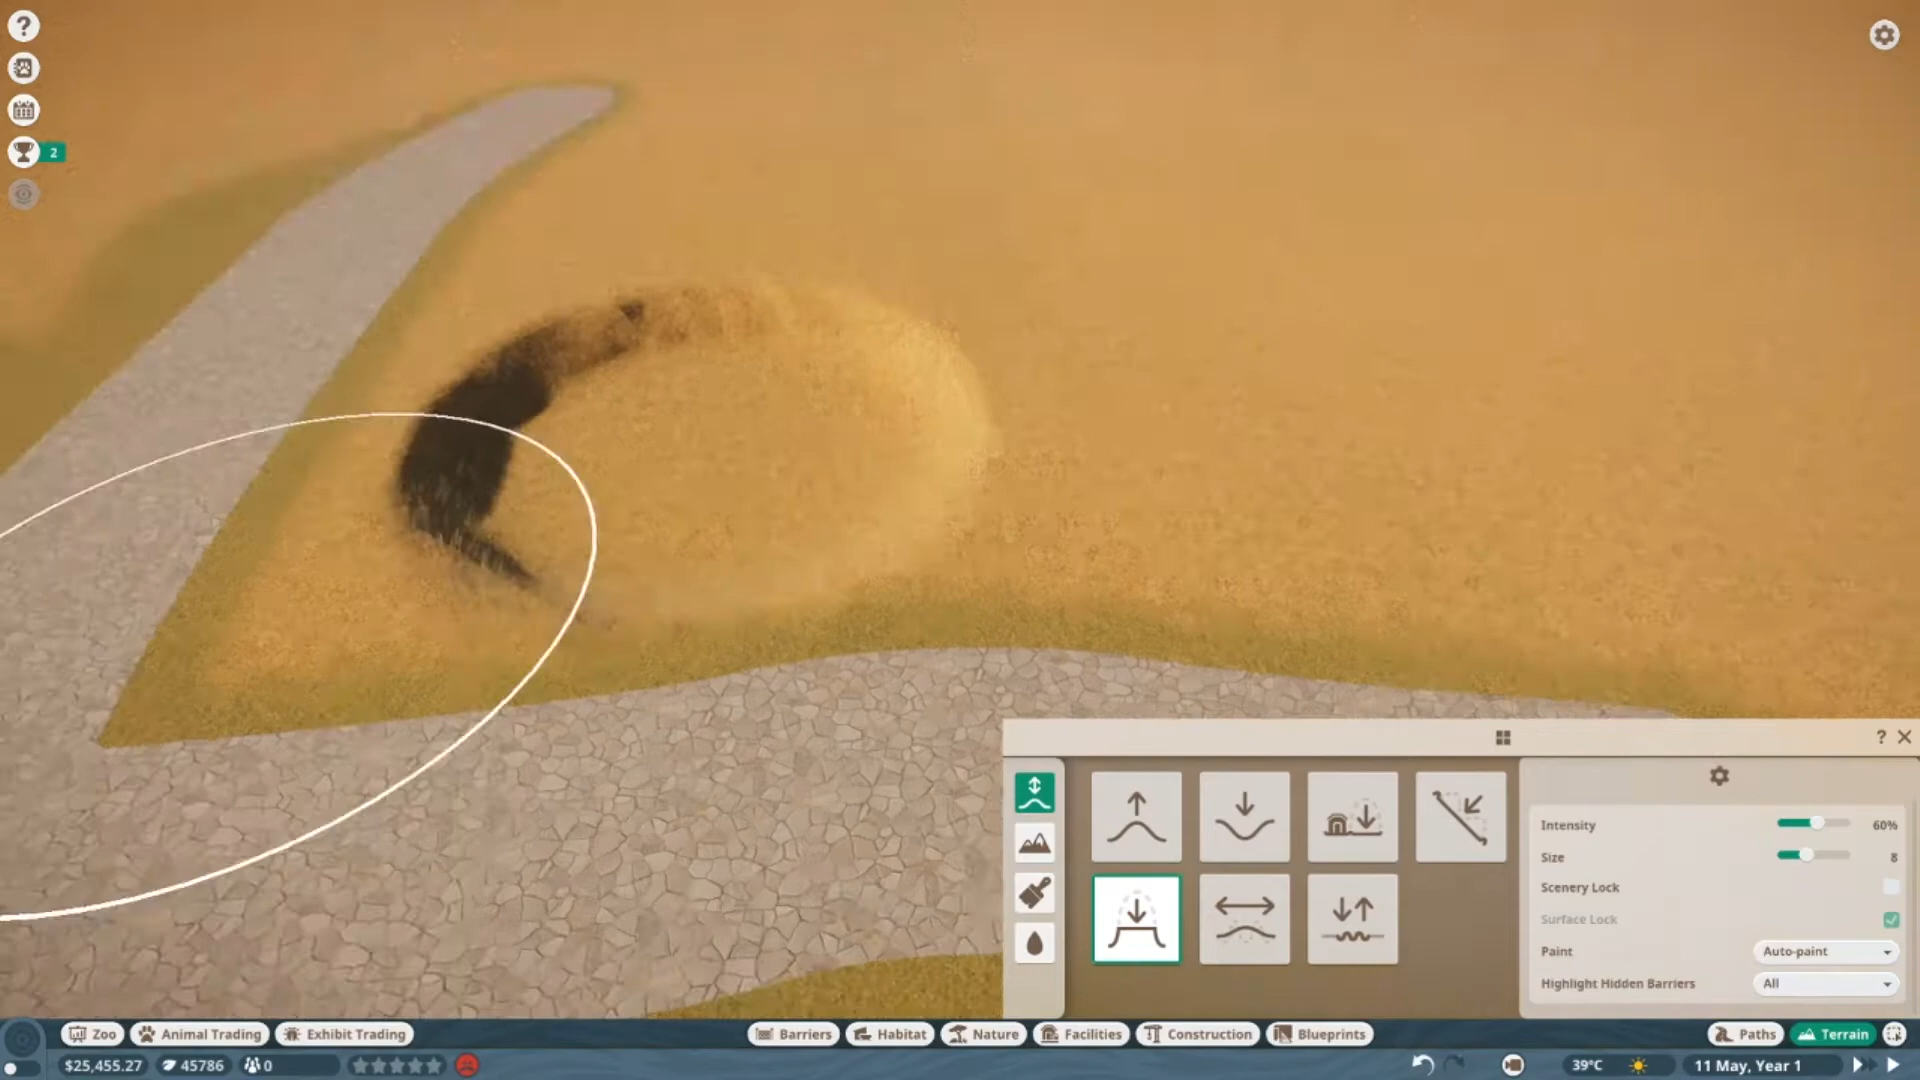 ?
2
?
Intensity 60%
Size 8
Scenery Lock
Surface Lock
Paint Auto-paint
Highlight Hidden Barriers All
Zoo Animal Trading Exhibit Trading Barriers Habitat Nature Facilities Construction Blueprints Paths Terrain
$25,455.27 45786 0 39°C 11 May, Year 1